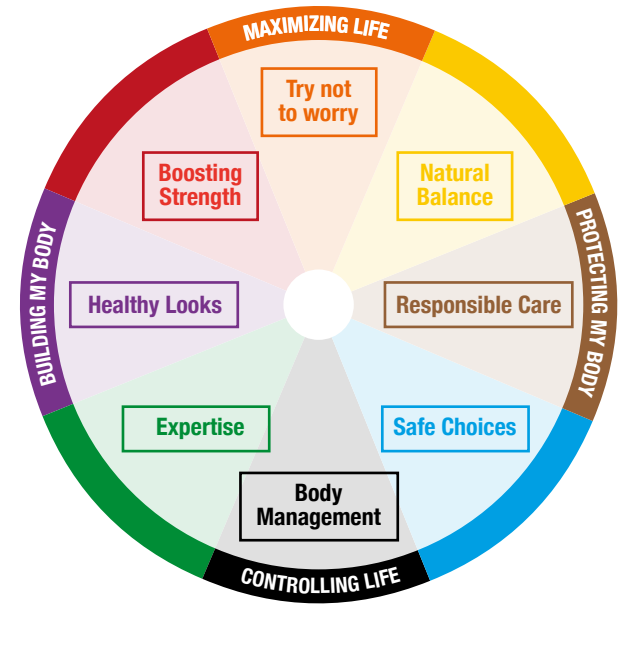 MAXIMIZING LIFE
Try not
to worry
Boosting
Strength
Natural
Balance
BUILDING MY BODY
Healthy Looks
Responsible Care
PROTECTING MY BODY
Expertise
Safe Choices
Body
Management
CONTROLLING LIFE